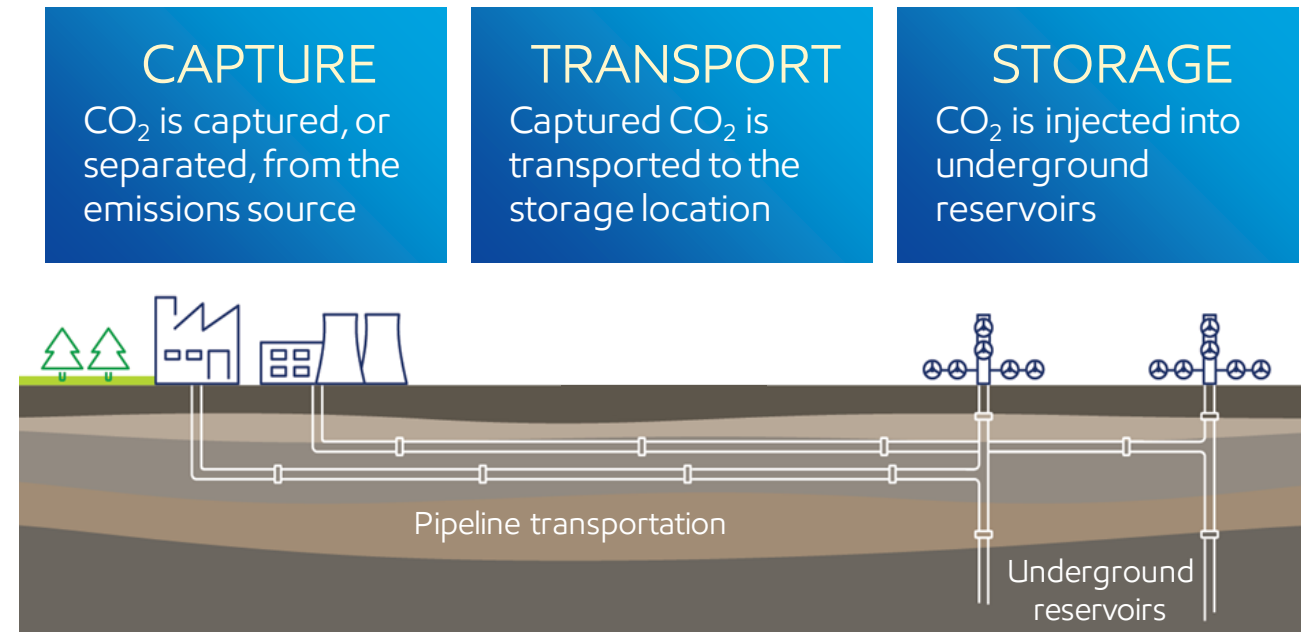 CAPTURE
CO₂ is captured, or
separated, from the
emissions source
TRANSPORT
Captured CO₂ is
transported to the
storage location
STORAGE
CO₂ is injected into
underground
reservoirs
Pipeline transportation
Underground
reservoirs